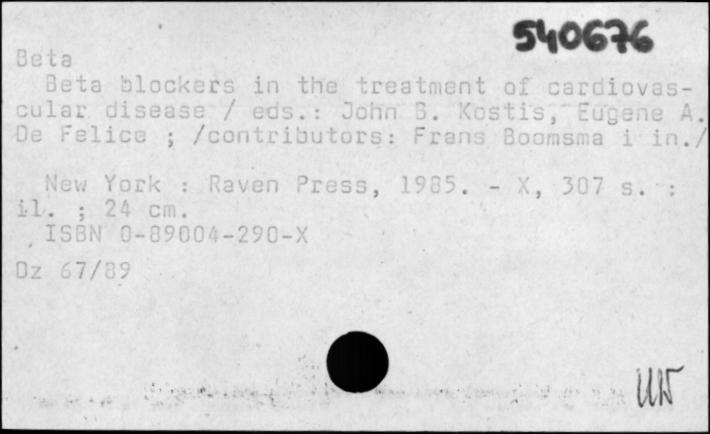 540676
Beta
Beta blockers in the treatment of cardiovas-
cular disease / eds.: John B. Kostis, Eugene A.
De Felice ; /contributors: Frans Boomsma i in./
New York : Raven Press, 1985. - X, 307 s. :
il. ; 24 cm.
ISBN 0-89004-290-X
Dz 67/89